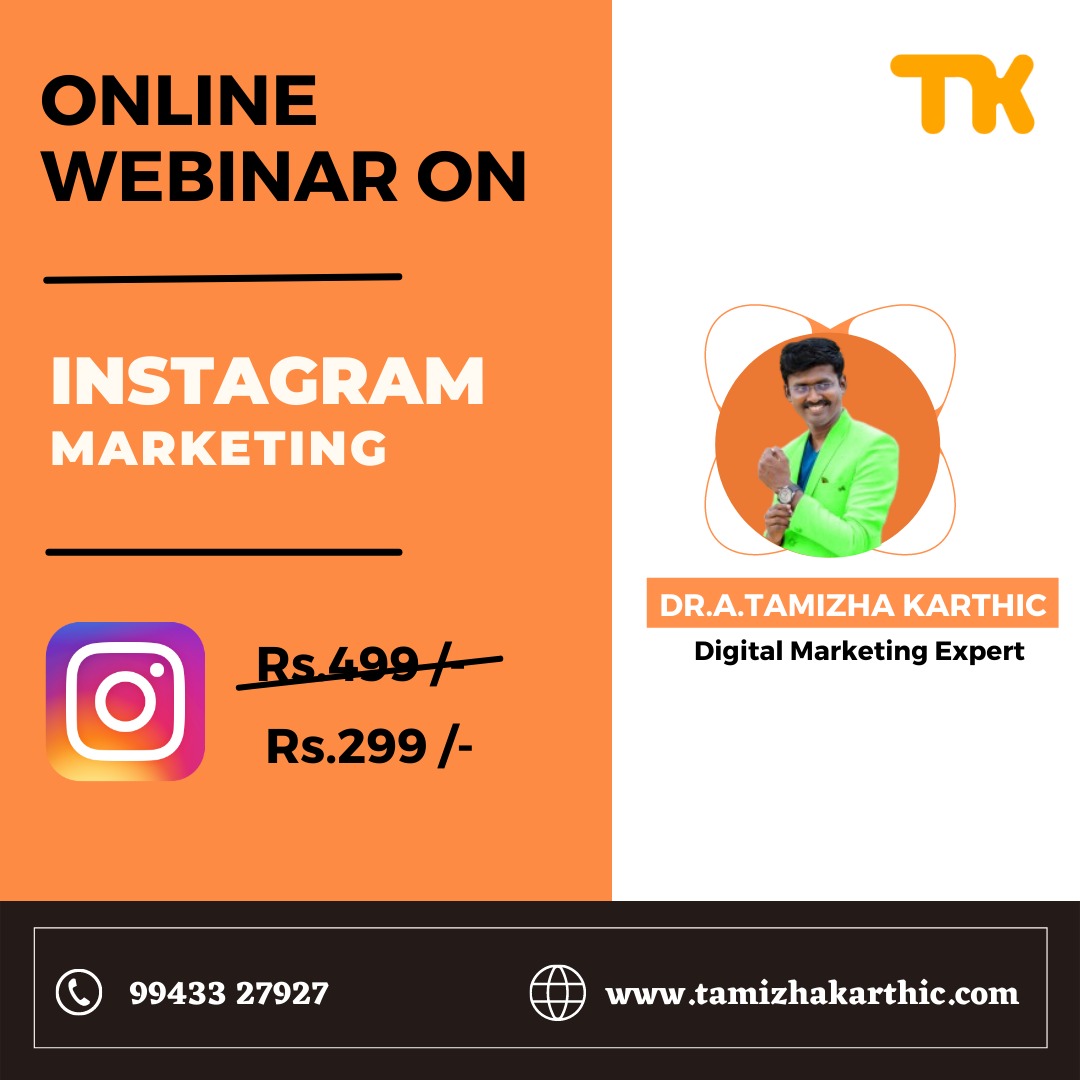 ONLINE
WEBINAR ON
INSTAGRAM
MARKETING
Rs.499 /-
Rs.299 /-
TK
DR.A.TAMIZHA KARTHIC
Digital Marketing Expert
99433 27927
www.tamizhakarthic.com